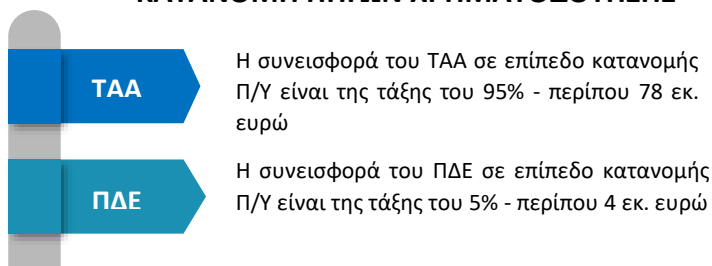 ΤΑΑ
Η συνεισφορά του ΤΑΑ σε επίπεδο κατανομής
Π/Υ είναι της τάξης του 95% - περίπου 78 εκ.
ευρώ
ΠΔΕ
Η συνεισφορά του ΠΔΕ σε επίπεδο κατανομής
Π/Υ είναι της τάξης του 5% - περίπου 4 εκ. ευρώ